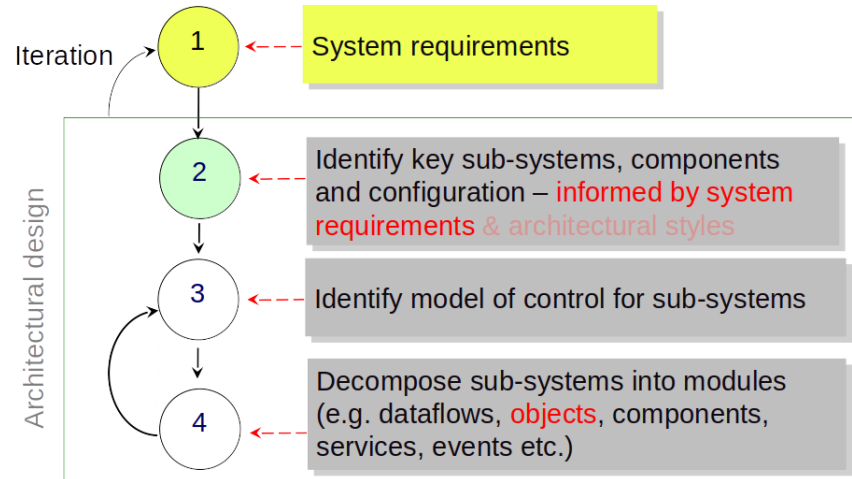 1
System requirements
Iteration
2
Identify key sub-systems, components
and configuration – informed by system
requirements & architectural styles
Architectural design
3
Identify model of control for sub-systems
4
Decompose sub-systems into modules
(e.g. dataflows, objects, components,
services, events etc.)